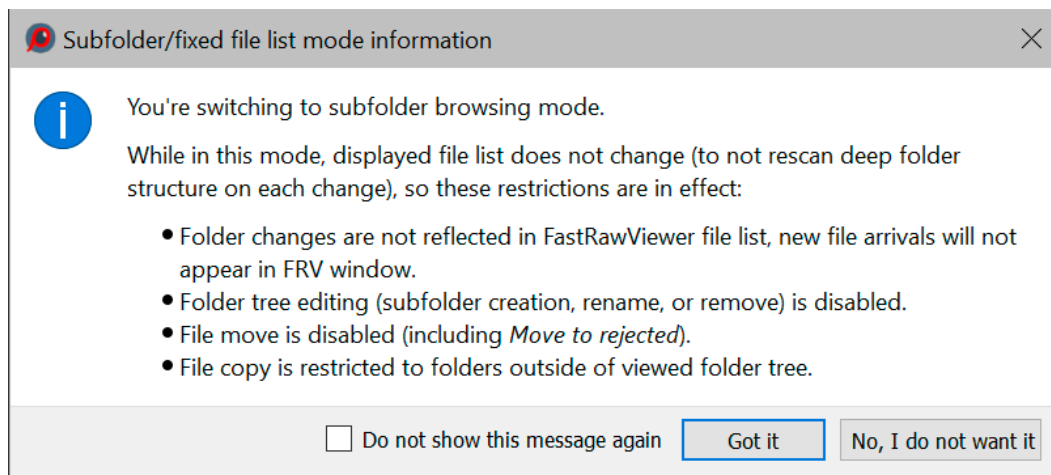 Subfolder/fixed file list mode information
You're switching to subfolder browsing mode.
While in this mode, displayed file list does not change (to not rescan deep folder
structure on each change), so these restrictions are in effect:
● Folder changes are not reflected in FastRawViewer file list, new file arrivals will not
appear in FRV window.
● Folder tree editing (subfolder creation, rename, or remove) is disabled.
● File move is disabled (including Move to rejected).
● File copy is restricted to folders outside of viewed folder tree.
Do not show this message again
Got it
No, I do not want it